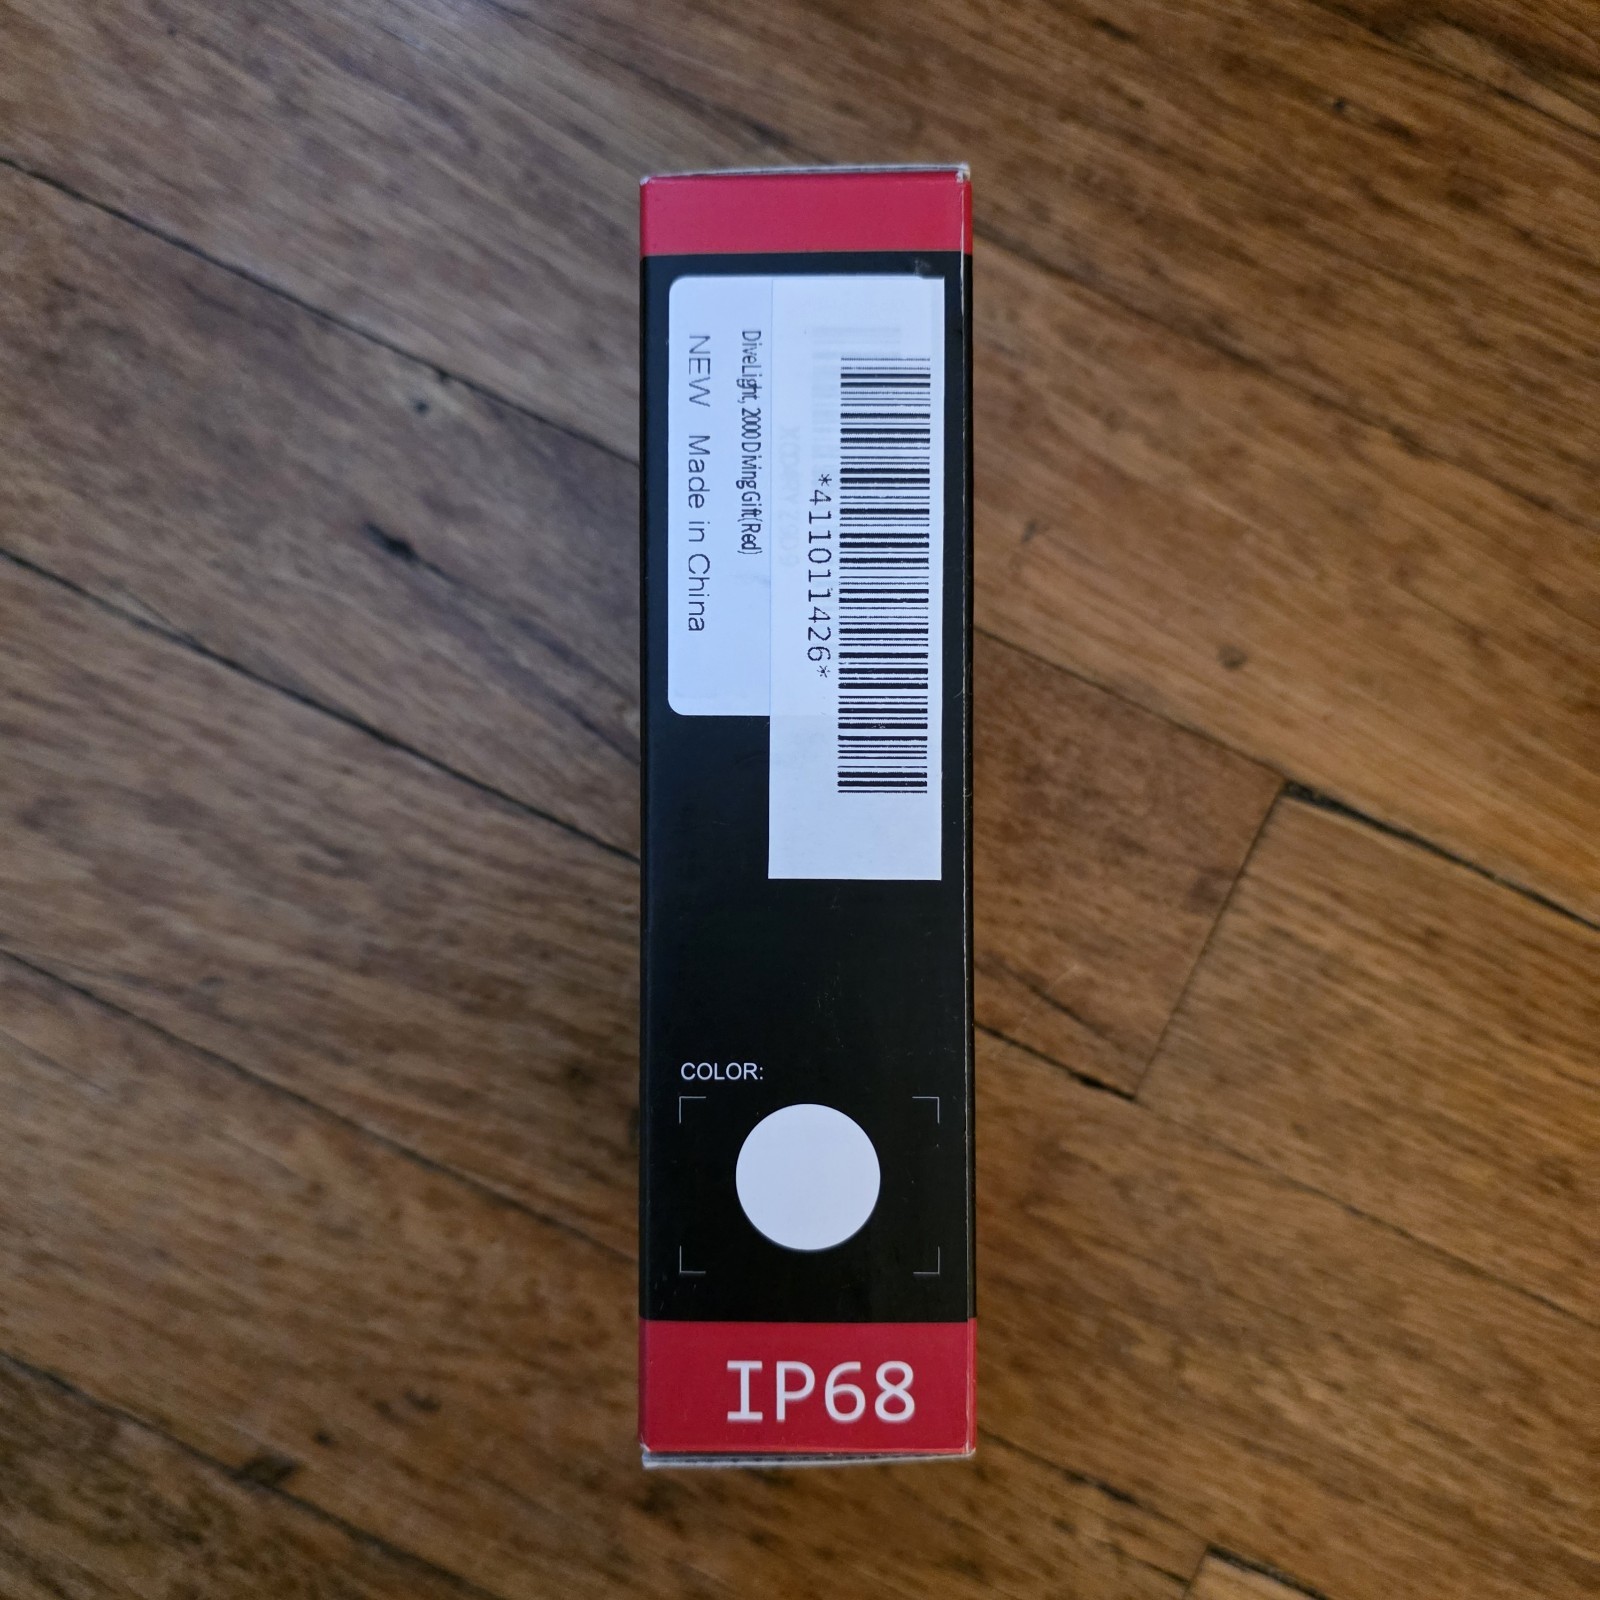 *411011426*
DiveLight, 2000 Diving Gift(Red)
NEW Made in China
COLOR:
IP68